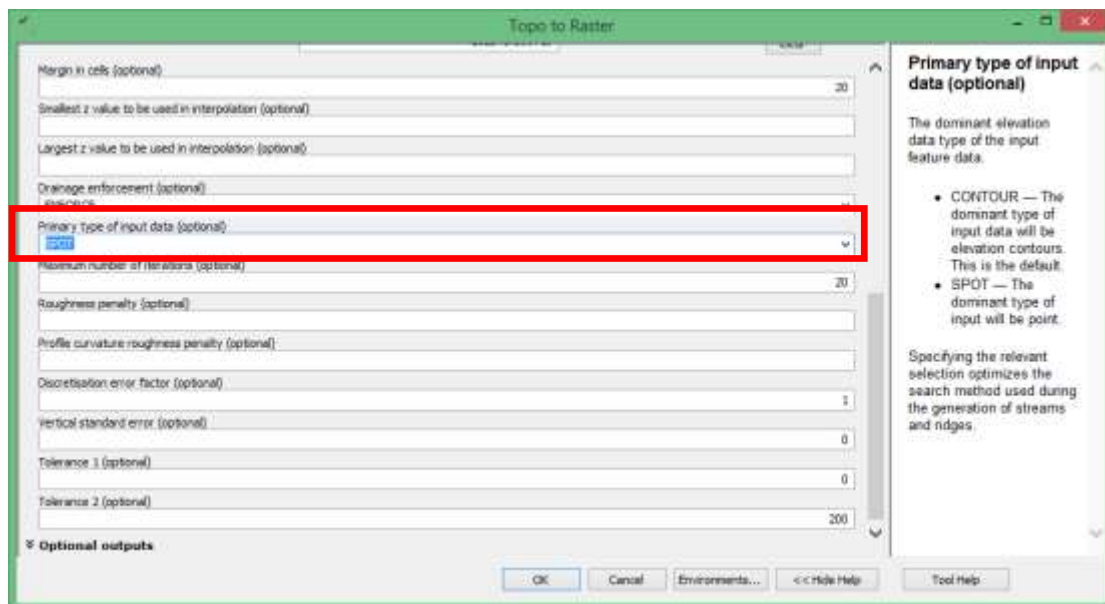 Topo to Raster
Margin in cells (optional)
20
Smallest z value to be used in interpolation (optional)
Largest z value to be used in interpolation (optional)
Drainage enforcement (optional)
ENFORCE
Primary type of input data (optional)
SPOT
Maximum number of iterations (optional)
20
Roughness penalty (optional)
Profile curvature roughness penalty (optional)
Discretisation error factor (optional)
1
Vertical standard error (optional)
0
Tolerance 1 (optional)
0
Tolerance 2 (optional)
200
Optional outputs
OK
Cancel
Environments...
<< Hide Help
Tool Help
Primary type of input
data (optional)
The dominant elevation
data type of the input
feature data.
• CONTOUR — The
dominant type of
input data will be
elevation contours.
This is the default.
• SPOT — The
dominant type of
input will be point.
Specifying the relevant
selection optimizes the
search method used during
the generation of streams
and ridges.